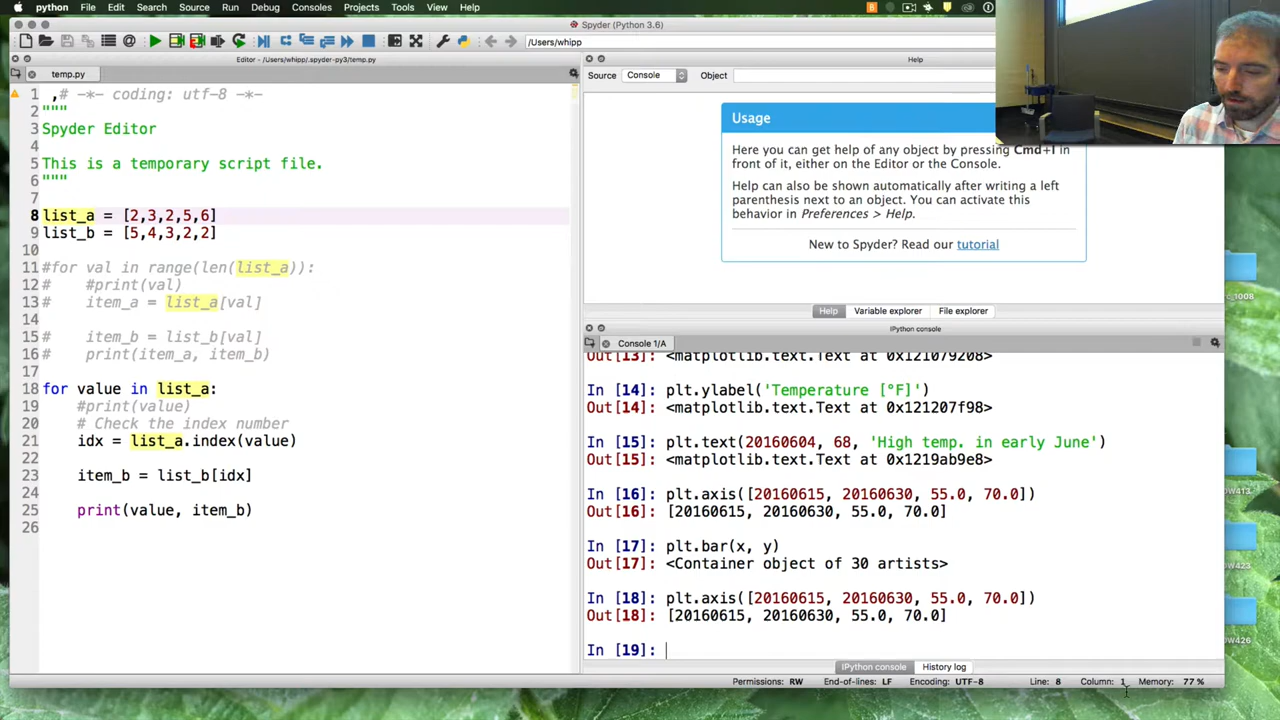 python File Edit Search Source Run Debug Consoles Projects Tools View Help
Spyder (Python 3.6)
/Users/whipp
Editor - /Users/whipp/.spyder-py3/temp.py
temp.py
1 ,# -*- coding: utf-8 -*-
2 """
3 Spyder Editor
4
5 This is a temporary script file.
6 """
7
8 list_a = [2,3,2,5,6]
9 list_b = [5,4,3,2,2]
10
11 #for val in range(len(list_a)):
12 #    #print(val)
13 #    item_a = list_a[val]
14
15 #    item_b = list_b[val]
16 #    print(item_a, item_b)
17
18 for value in list_a:
19     #print(value)
20     # Check the index number
21     idx = list_a.index(value)
22
23     item_b = list_b[idx]
24
25     print(value, item_b)
26
Help
Source Console Object
Usage
Here you can get help of any object by pressing Cmd+I in
front of it, either on the Editor or the Console.
Help can also be shown automatically after writing a left
parenthesis next to an object. You can activate this
behavior in Preferences > Help.
New to Spyder? Read our tutorial
Help Variable explorer File explorer
IPython console
Console 1/A
Out[13]: <matplotlib.text.Text at 0x121079208>
In [14]: plt.ylabel('Temperature [°F]')
Out[14]: <matplotlib.text.Text at 0x121207f98>
In [15]: plt.text(20160604, 68, 'High temp. in early June')
Out[15]: <matplotlib.text.Text at 0x1219ab9e8>
In [16]: plt.axis([20160615, 20160630, 55.0, 70.0])
Out[16]: [20160615, 20160630, 55.0, 70.0]
In [17]: plt.bar(x, y)
Out[17]: <Container object of 30 artists>
In [18]: plt.axis([20160615, 20160630, 55.0, 70.0])
Out[18]: [20160615, 20160630, 55.0, 70.0]
In [19]:
IPython console History log
Permissions: RW End-of-lines: LF Encoding: UTF-8 Line: 8 Column: 1 Memory: 77 %